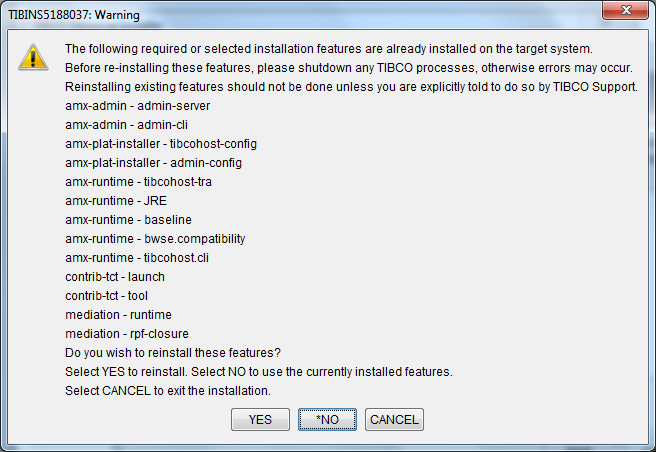 TIBINS5188037: Warning
The following required or selected installation features are already installed on the target system.
Before re-installing these features, please shutdown any TIBCO processes, otherwise errors may occur.
Reinstalling existing features should not be done unless you are explicitly told to do so by TIBCO Support.
amx-admin - admin-server
amx-admin - admin-cli
amx-plat-installer - tibcohost-config
amx-plat-installer - admin-config
amx-runtime - tibcohost-tra
amx-runtime - JRE
amx-runtime - baseline
amx-runtime - bwse.compatibility
amx-runtime - tibcohost.cli
contrib-tct - launch
contrib-tct - tool
mediation - runtime
mediation - rpf-closure
Do you wish to reinstall these features?
Select YES to reinstall. Select NO to use the currently installed features.
Select CANCEL to exit the installation.
YES *NO CANCEL